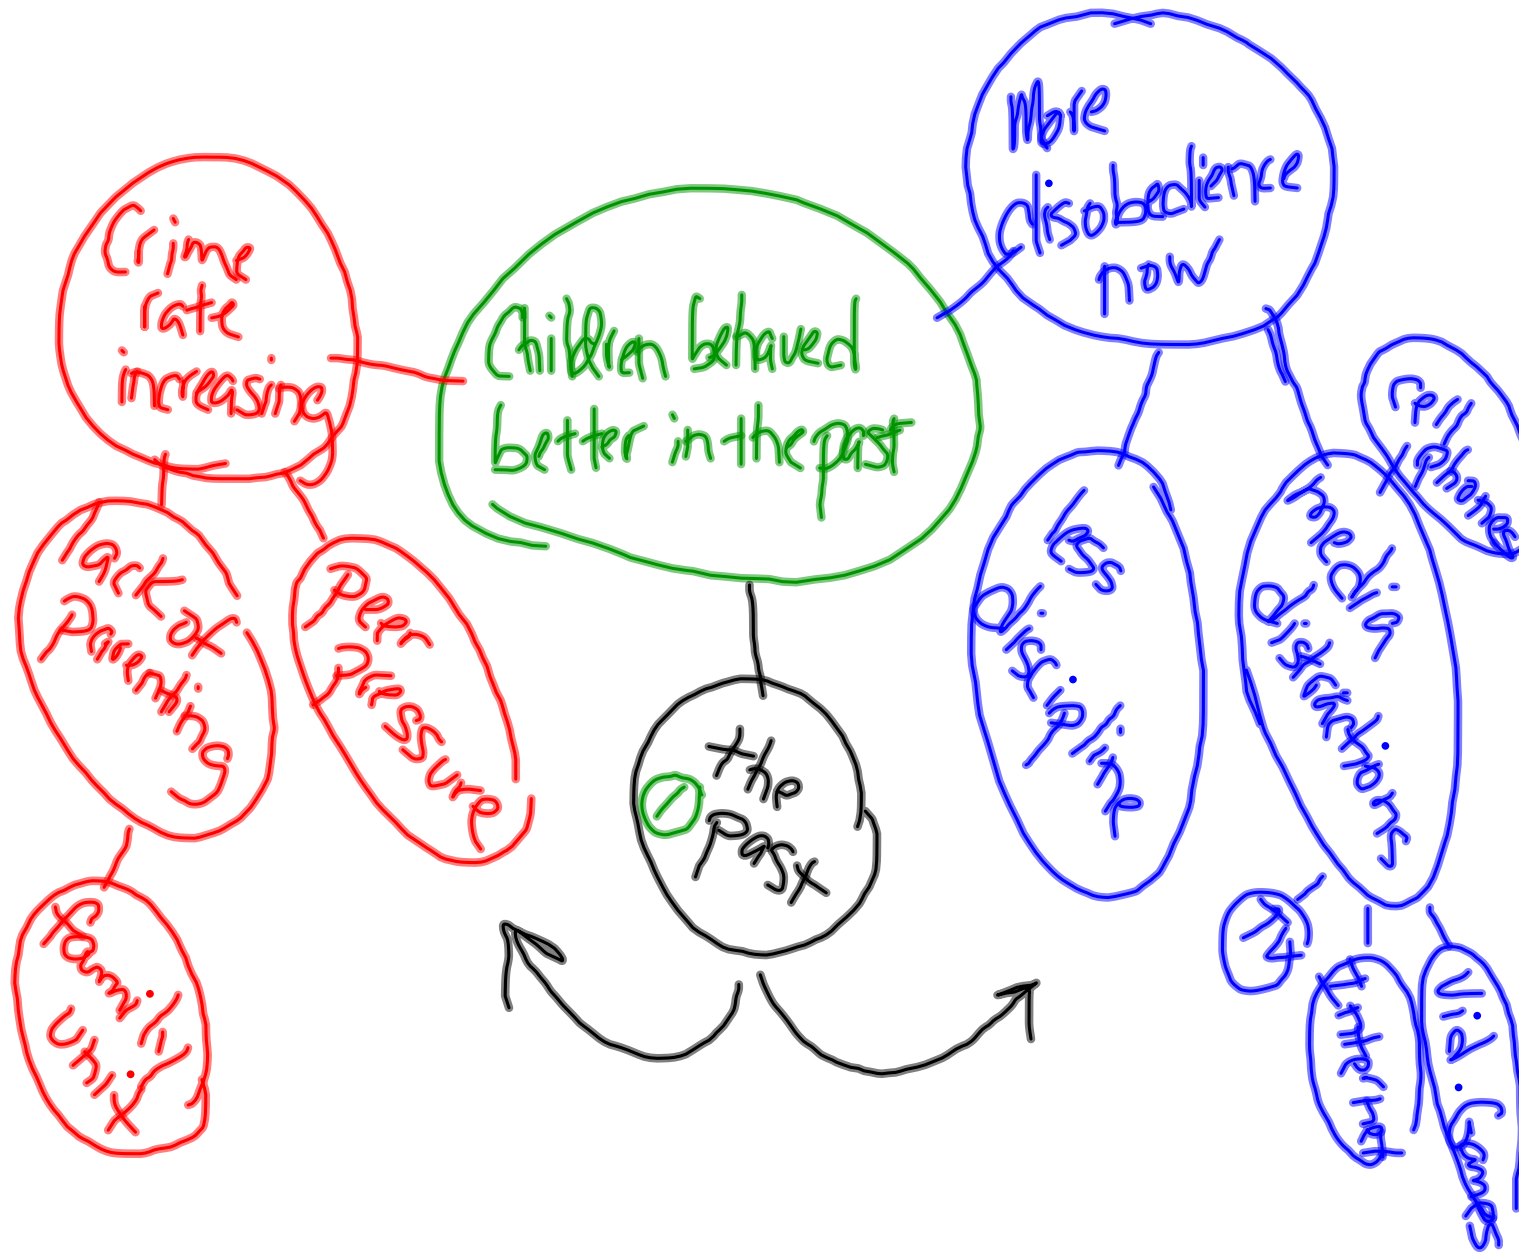 More
disobedience
now
Crime
rate
increasing
Children behaved
better in the past
cell
phones
lack of
parenting
peer
pressure
less
discipline
media
distractions
the
past
family
unit
TV
Internet
Vid. Games